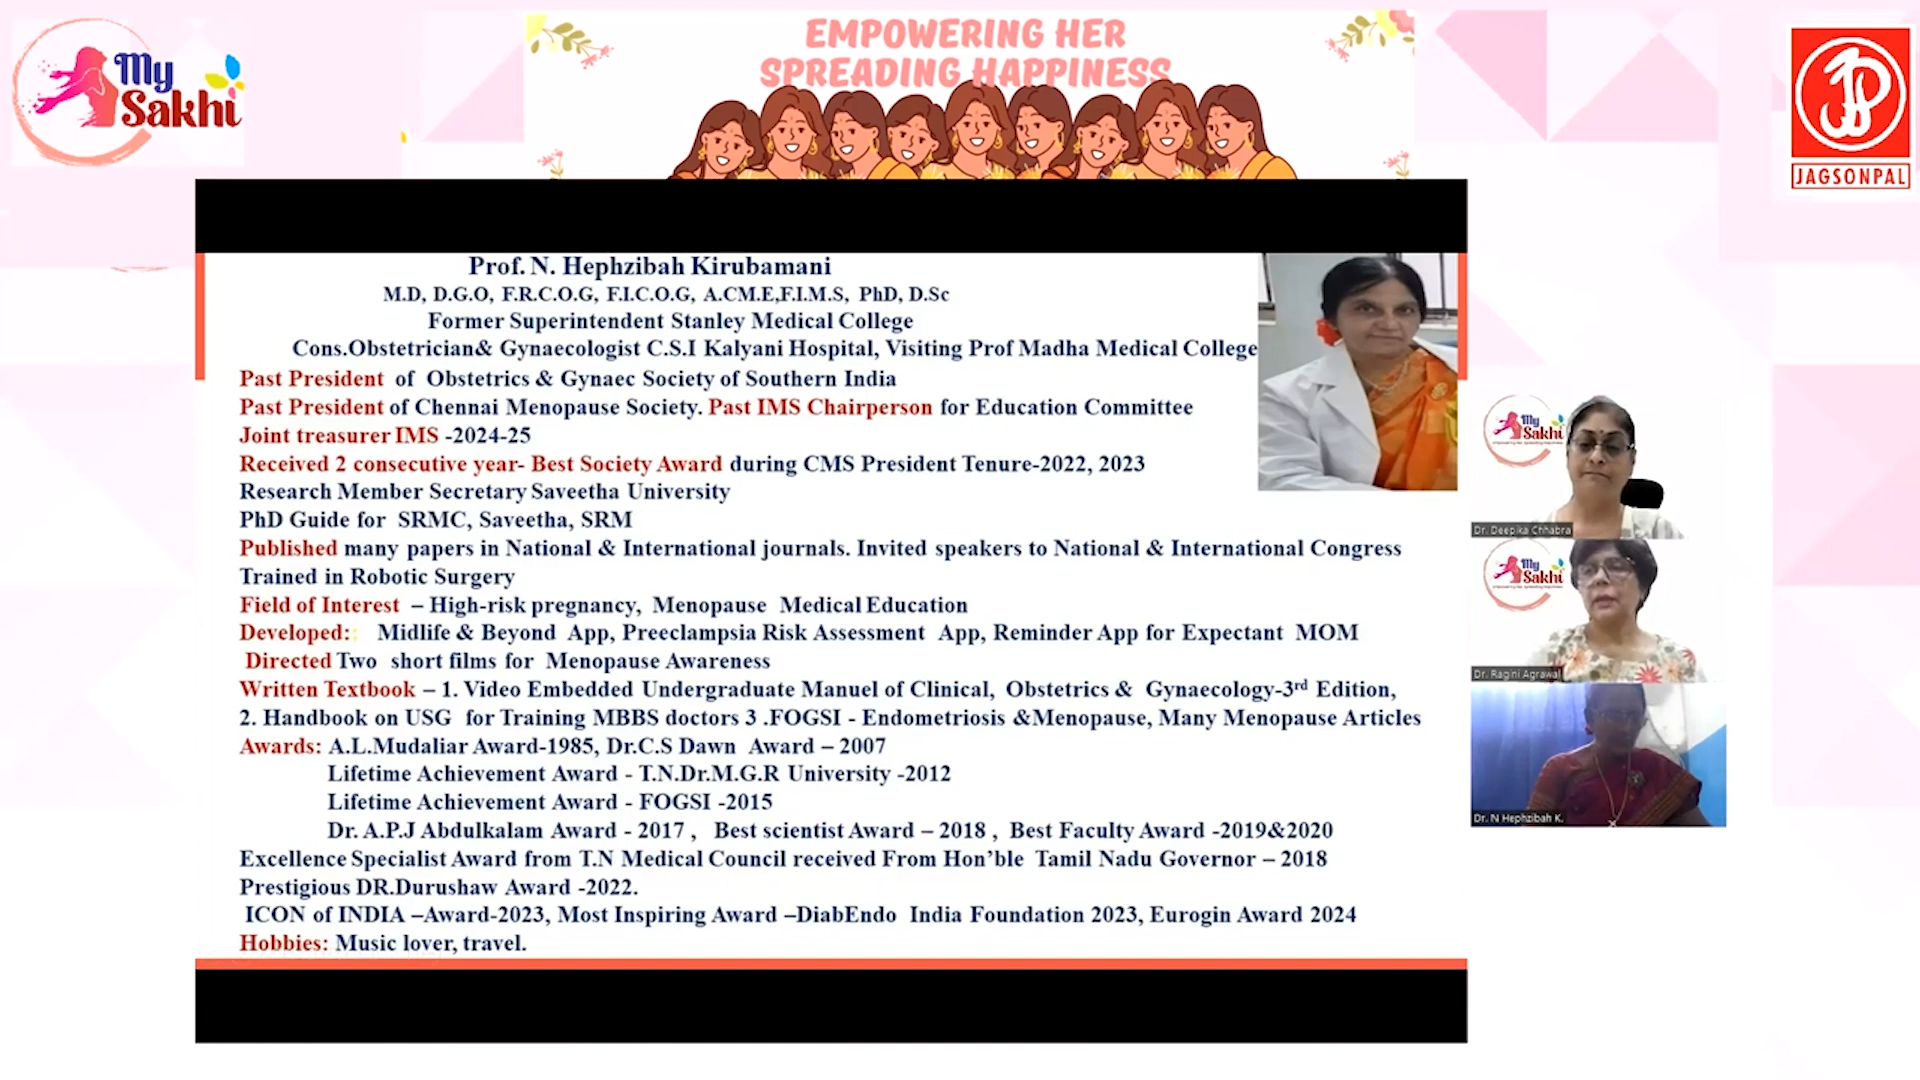 My
Sakhi
EMPOWERING HER
SPREADING HAPPINESS
JAGSONPAL
Prof. N. Hephzibah Kirubamani
M.D, D.G.O, F.R.C.O.G, F.I.C.O.G, A.CM.E,F.I.M.S, PhD, D.Sc
Former Superintendent Stanley Medical College
Cons.Obstetrician& Gynaecologist C.S.I Kalyani Hospital, Visiting Prof Madha Medical College
Past President of Obstetrics & Gynaec Society of Southern India
Past President of Chennai Menopause Society. Past IMS Chairperson for Education Committee
Joint treasurer IMS -2024-25
Received 2 consecutive year- Best Society Award during CMS President Tenure-2022, 2023
Research Member Secretary Saveetha University
PhD Guide for SRMC, Saveetha, SRM
Published many papers in National & International journals. Invited speakers to National & International Congress
Trained in Robotic Surgery
Field of Interest – High-risk pregnancy, Menopause Medical Education
Developed:: Midlife & Beyond App, Preeclampsia Risk Assessment App, Reminder App for Expectant MOM
Directed Two short films for Menopause Awareness
Written Textbook – 1. Video Embedded Undergraduate Manuel of Clinical, Obstetrics & Gynaecology-3rd Edition,
2. Handbook on USG for Training MBBS doctors 3 .FOGSI - Endometriosis &Menopause, Many Menopause Articles
Awards: A.L.Mudaliar Award-1985, Dr.C.S Dawn Award – 2007
Lifetime Achievement Award - T.N.Dr.M.G.R University -2012
Lifetime Achievement Award - FOGSI -2015
Dr. A.P.J Abdulkalam Award - 2017 , Best scientist Award – 2018 , Best Faculty Award -2019&2020
Excellence Specialist Award from T.N Medical Council received From Hon’ble Tamil Nadu Governor – 2018
Prestigious DR.Durushaw Award -2022.
ICON of INDIA –Award-2023, Most Inspiring Award –DiabEndo India Foundation 2023, Eurogin Award 2024
Hobbies: Music lover, travel.
My
Sakhi
Dr. Deepika Chhabra
My
Sakhi
Dr. Ragini Agrawal
Dr. N Hephzibah K.